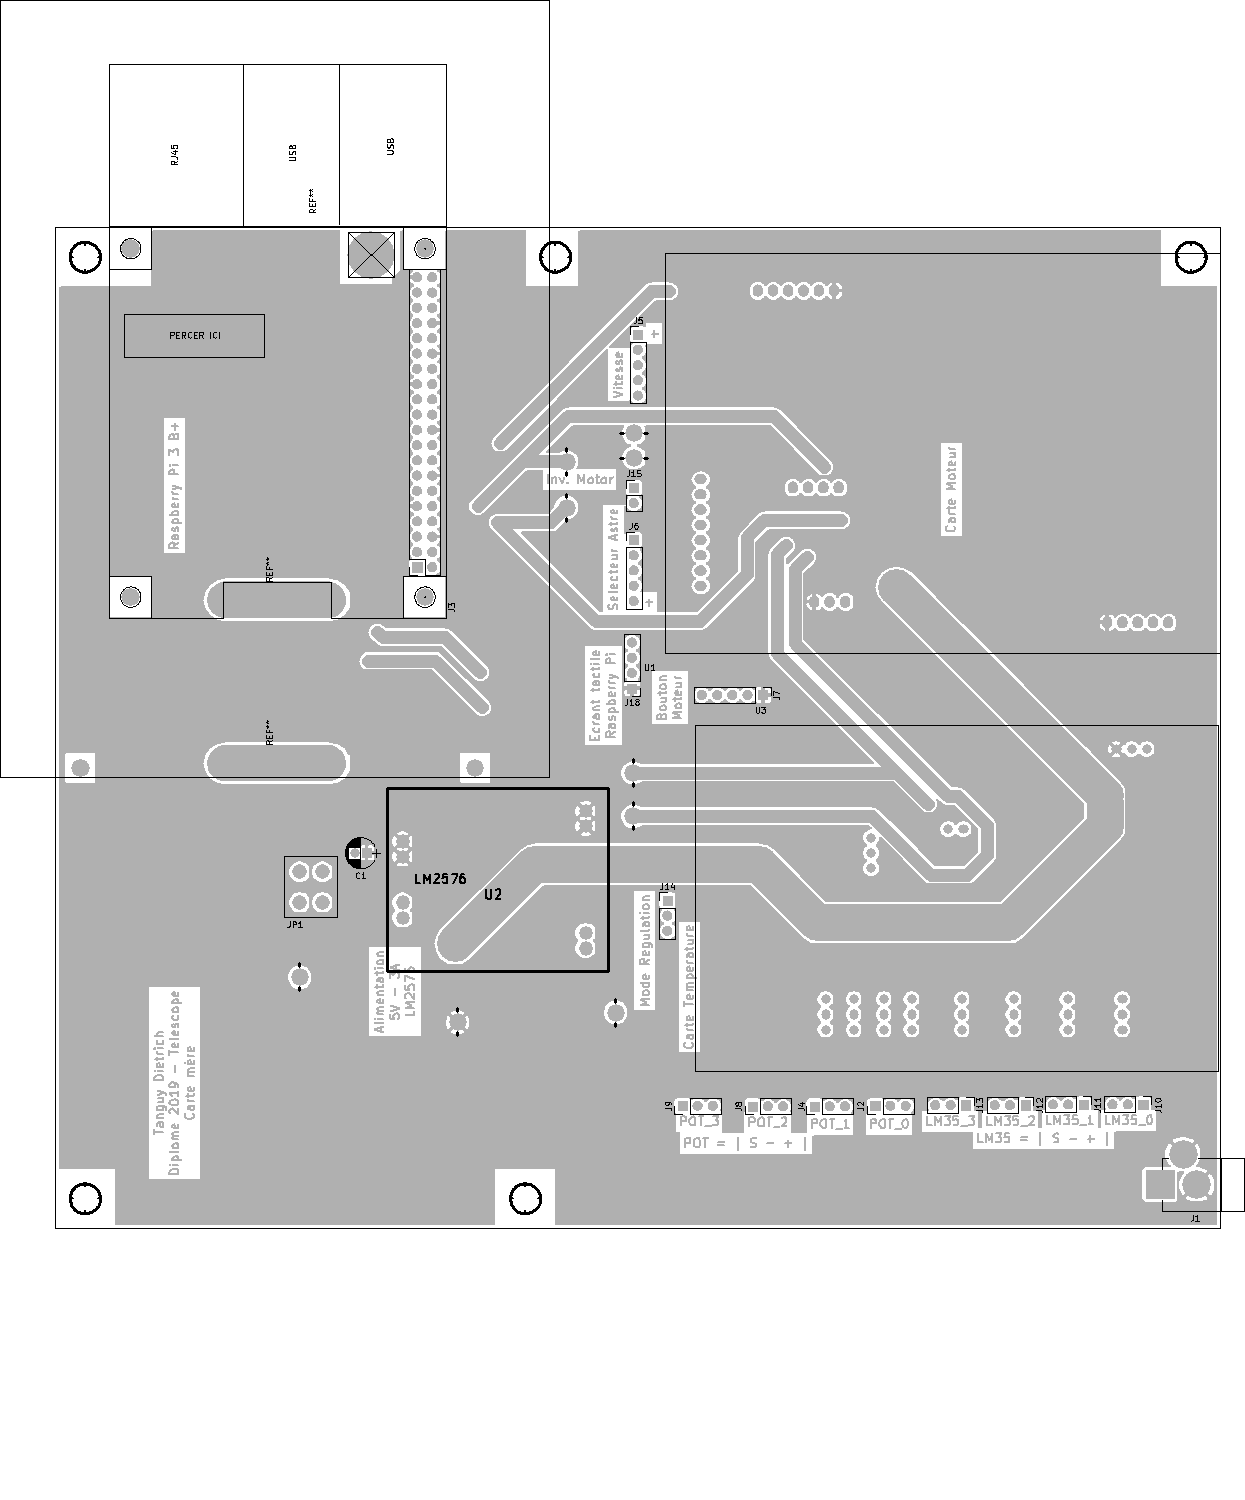 RJ45
USB
USB
REF**
PERCER ICI
Raspberry Pi 3 B+
REF**
J3
REF**
J5
+
Vitesse
Inv. Motor
J15
J6
Selecteur Astre
+
Carte Moteur
U1
Ecrant tactile
Raspberry Pi
J18
Bouton
Moteur
J7
U3
LM2576
U2
C1
+
JP1
Alimentation
5V - 3A
LM2576
J14
Mode Regulation
Carte Temperature
Tanguy Dietrich
Diplome 2019 - Telescope
Carte mère
J9
J8
J4
J2
J13
J12
J11
J10
POT_3
POT_2
POT_1
POT_0
LM35_3
LM35_2
LM35_1
LM35_0
POT = | S - + |
LM35 = | S - + |
J1